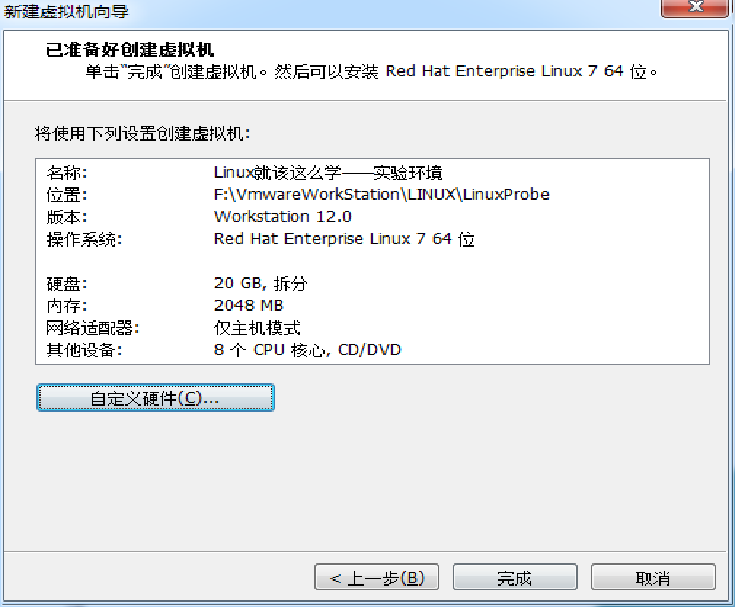 新建虚拟机向导
已准备好创建虚拟机
单击"完成"创建虚拟机。然后可以安装 Red Hat Enterprise Linux 7 64 位。
将使用下列设置创建虚拟机:
名称: Linux就该这么学——实验环境
位置: F:\VmwareWorkStation\LINUX\LinuxProbe
版本: Workstation 12.0
操作系统: Red Hat Enterprise Linux 7 64 位
硬盘: 20 GB, 拆分
内存: 2048 MB
网络适配器: 仅主机模式
其他设备: 8 个 CPU 核心, CD/DVD
自定义硬件(C)...
< 上一步(B) 完成 取消